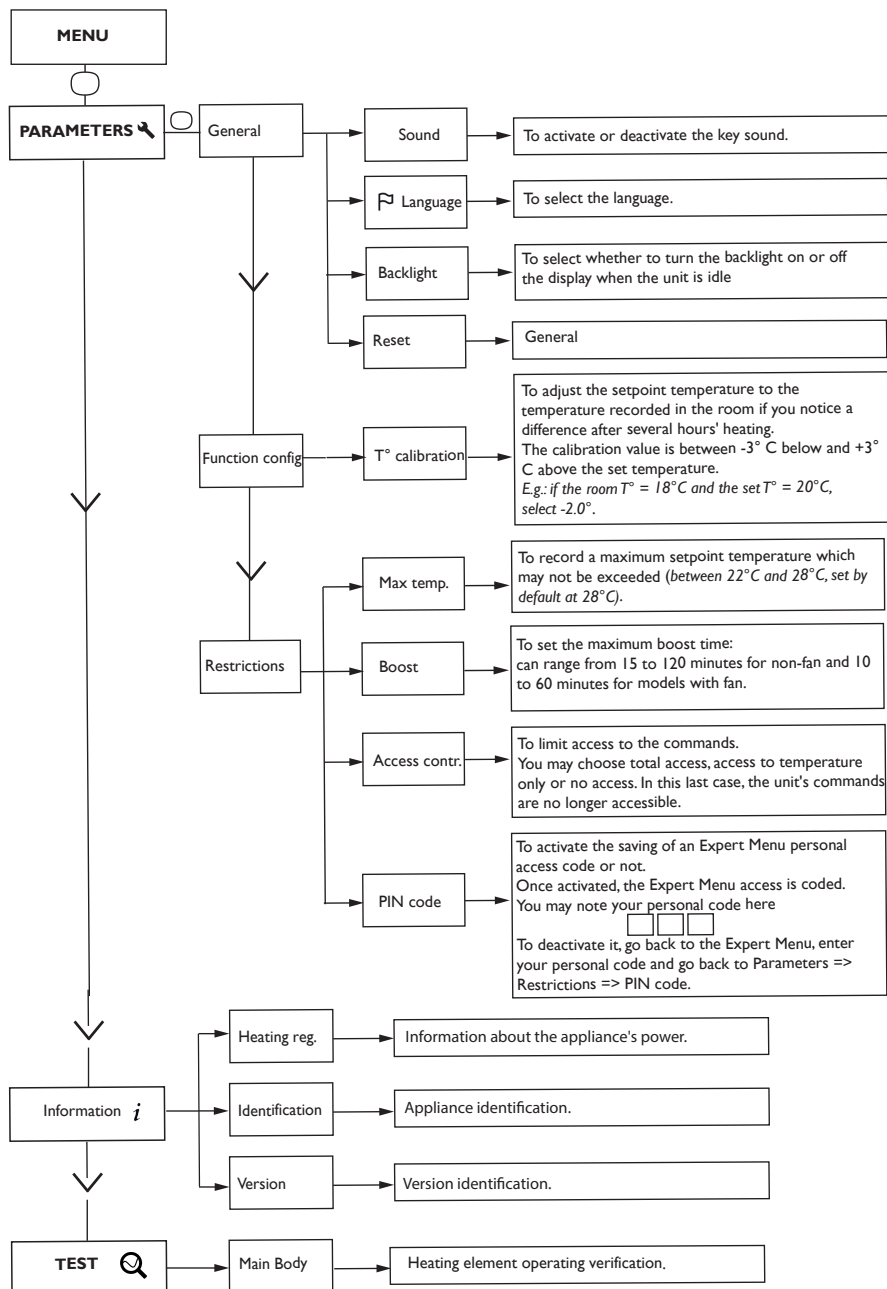 MENU
PARAMETERS
General
Sound
To activate or deactivate the key sound.
Language
To select the language.
Backlight
To select whether to turn the backlight on or off
the display when the unit is idle
Reset
General
Function config
T° calibration
To adjust the setpoint temperature to the
temperature recorded in the room if you notice a
difference after several hours' heating.
The calibration value is between -3° C below and +3°
C above the set temperature.
E.g.: if the room T° = 18°C and the set T° = 20°C,
select -2.0°.
Restrictions
Max temp.
To record a maximum setpoint temperature which
may not be exceeded (between 22°C and 28°C, set by
default at 28°C).
Boost
To set the maximum boost time:
can range from 15 to 120 minutes for non-fan and 10
to 60 minutes for models with fan.
Access contr.
To limit access to the commands.
You may choose total access, access to temperature
only or no access. In this last case, the unit's commands
are no longer accessible.
PIN code
To activate the saving of an Expert Menu personal
access code or not.
Once activated, the Expert Menu access is coded.
You may note your personal code here
To deactivate it, go back to the Expert Menu, enter
your personal code and go back to Parameters =>
Restrictions => PIN code.
Information i
Heating reg.
Information about the appliance's power.
Identification
Appliance identification.
Version
Version identification.
TEST
Main Body
Heating element operating verification.